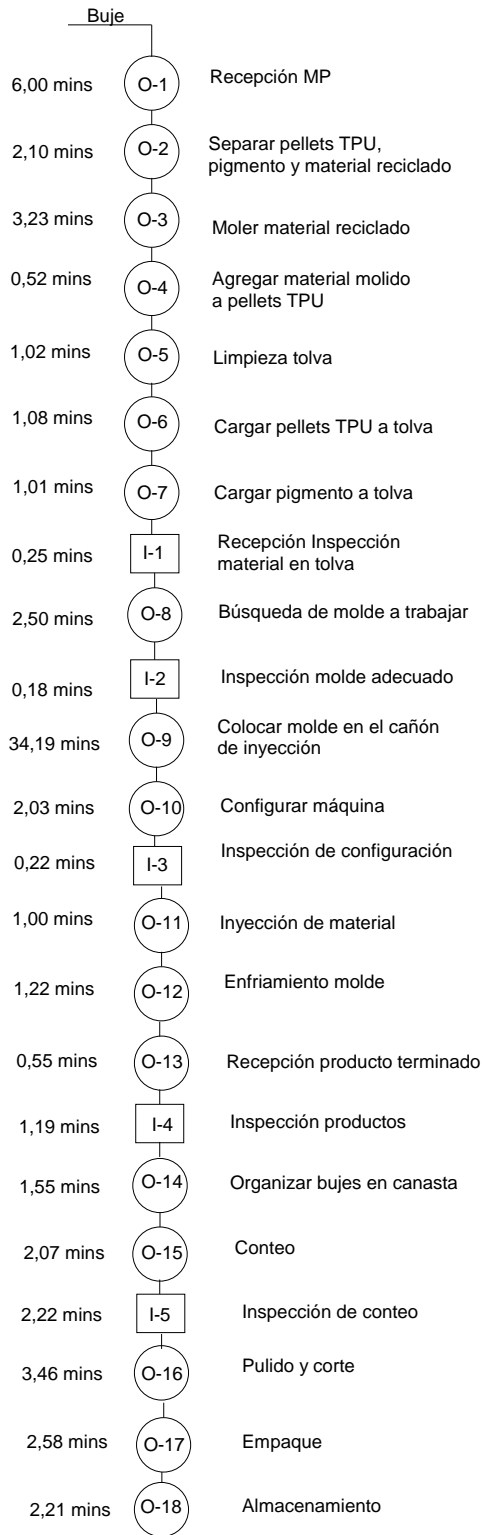 Buje
6,00 mins O-1 Recepción MP
2,10 mins O-2 Separar pellets TPU,
pigmento y material reciclado
3,23 mins O-3 Moler material reciclado
0,52 mins O-4 Agregar material molido
a pellets TPU
1,02 mins O-5 Limpieza tolva
1,08 mins O-6 Cargar pellets TPU a tolva
1,01 mins O-7 Cargar pigmento a tolva
0,25 mins I-1 Recepción Inspección
material en tolva
2,50 mins O-8 Búsqueda de molde a trabajar
0,18 mins I-2 Inspección molde adecuado
34,19 mins O-9 Colocar molde en el cañón
de inyección
2,03 mins O-10 Configurar máquina
0,22 mins I-3 Inspección de configuración
1,00 mins O-11 Inyección de material
1,22 mins O-12 Enfriamiento molde
0,55 mins O-13 Recepción producto terminado
1,19 mins I-4 Inspección productos
1,55 mins O-14 Organizar bujes en canasta
2,07 mins O-15 Conteo
2,22 mins I-5 Inspección de conteo
3,46 mins O-16 Pulido y corte
2,58 mins O-17 Empaque
2,21 mins O-18 Almacenamiento